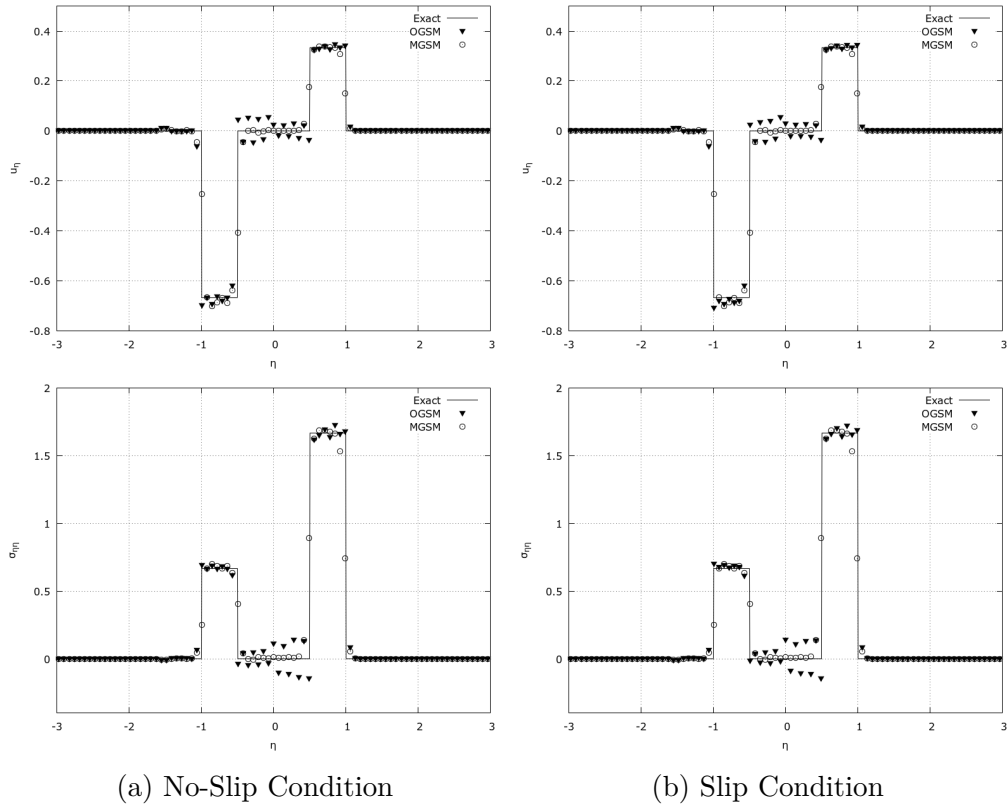 Exact
OGSM
MGSM
0.4
0.2
0
-0.2
-0.4
-0.6
-0.8
uη
-3 -2 -1 0 1 2 3
η
Exact
OGSM
MGSM
0.4
0.2
0
-0.2
-0.4
-0.6
-0.8
uη
-3 -2 -1 0 1 2 3
η
Exact
OGSM
MGSM
2
1.5
1
0.5
0
σηη
-3 -2 -1 0 1 2 3
η
Exact
OGSM
MGSM
2
1.5
1
0.5
0
σηη
-3 -2 -1 0 1 2 3
η
(a) No-Slip Condition
(b) Slip Condition